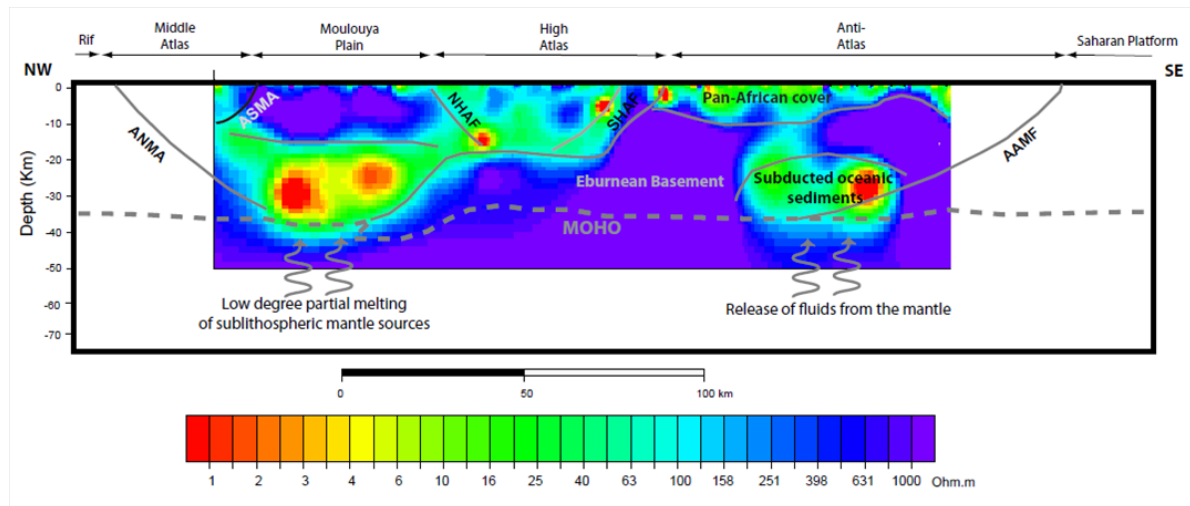 Rif
Middle
Atlas
Moulouya
Plain
High
Atlas
Anti-
Atlas
Saharan Platform
NW
SE
0
-10
-20
-30
-40
-50
-60
-70
Depth (Km)
ANMA
ASMA
NHAF
SHAF
AAMF
Pan-African cover
Eburnean Basement
Subducted oceanic
sediments
?
MOHO
Low degree partial melting
of sublithospheric mantle sources
Release of fluids from the mantle
0
50
100 km
1 2 3 4 6 10 16 25 40 63 100 158 251 398 631 1000 Ohm.m